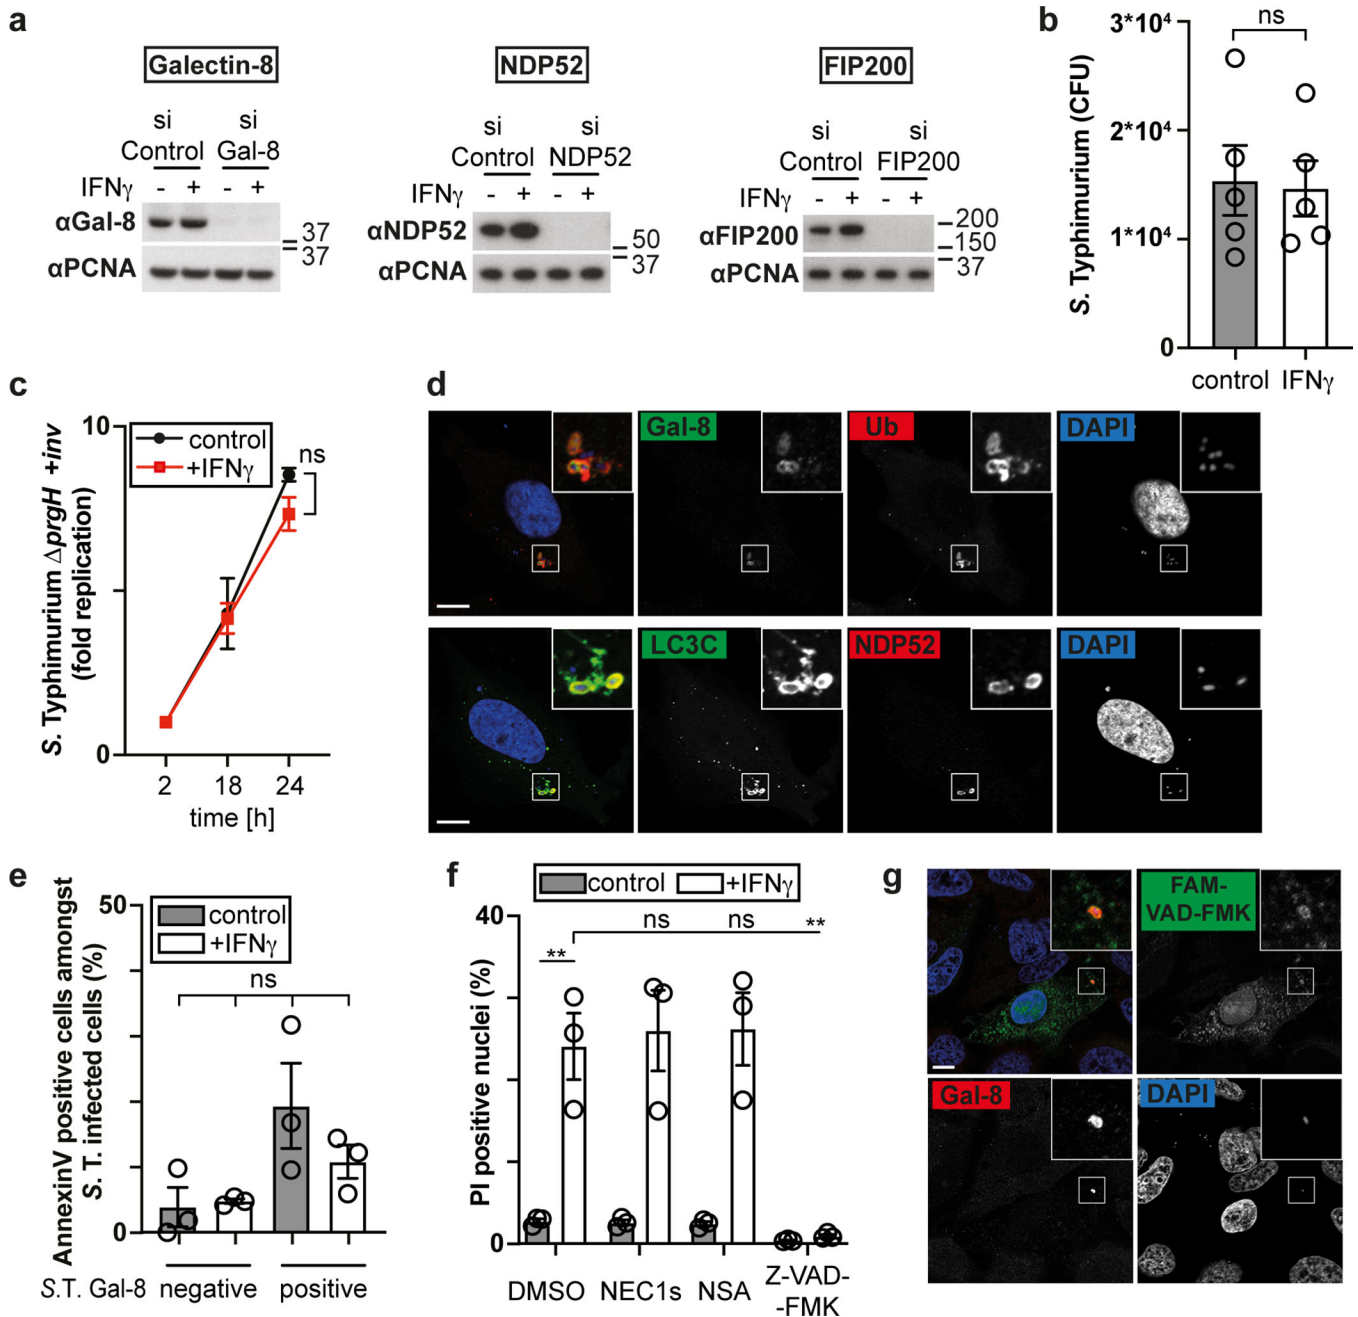 a
Galectin-8
si Control
si Gal-8
IFNγ - + - +
αGal-8
37
37
αPCNA
NDP52
si Control
si NDP52
IFNγ - + - +
αNDP52
50
37
αPCNA
FIP200
si Control
si FIP200
IFNγ - + - +
αFIP200
200
150
37
αPCNA
b
ns
S. Typhimurium (CFU)
3*10⁴
2*10⁴
1*10⁴
0
control IFNγ
c
S. Typhimurium ΔprgH +inv
(fold replication)
10
0
control
+IFNγ
ns
2 18 24
time [h]
d
Gal-8
Ub
DAPI
LC3C
NDP52
DAPI
e
AnnexinV positive cells amongst
S. T. infected cells (%)
50
0
control
+IFNγ
ns
S.T. Gal-8 negative positive
f
control +IFNγ
PI positive nuclei (%)
40
0
** ns ns **
DMSO NEC1s NSA Z-VAD-
-FMK
g
FAM-
VAD-FMK
Gal-8
DAPI